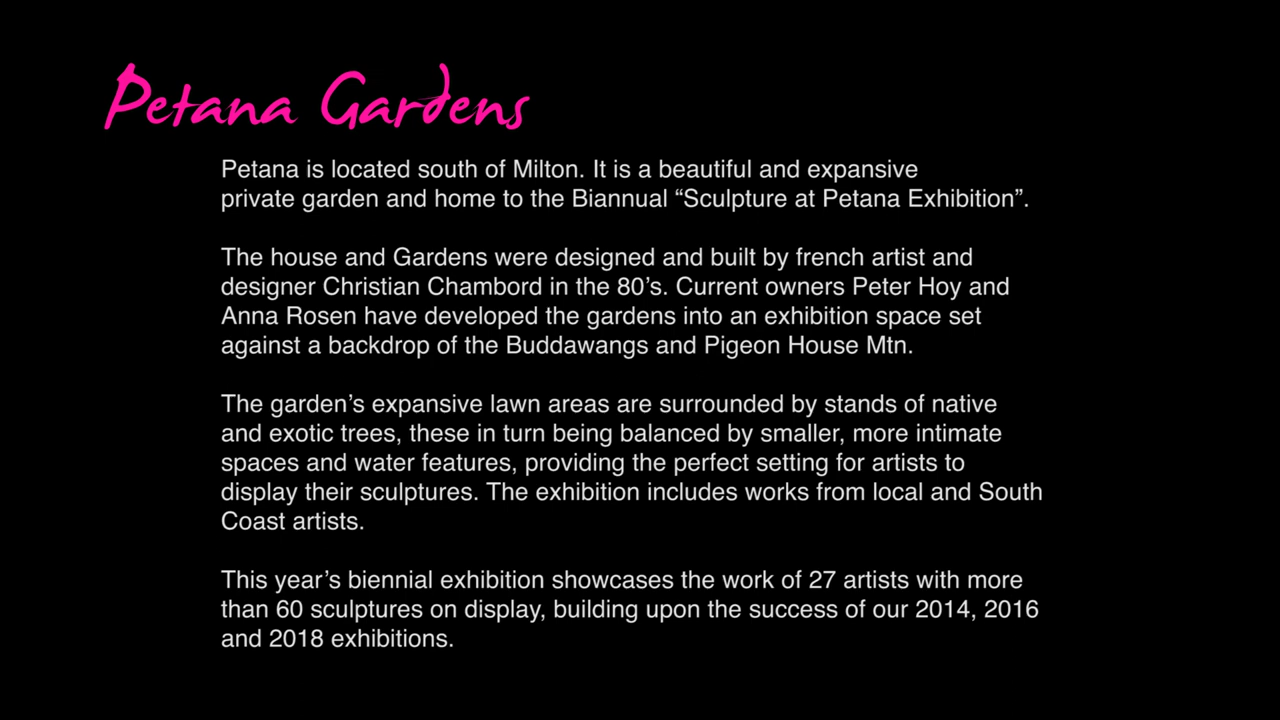 Petana Gardens
Petana is located south of Milton. It is a beautiful and expansive
private garden and home to the Biannual “Sculpture at Petana Exhibition”.
The house and Gardens were designed and built by french artist and
designer Christian Chambord in the 80’s. Current owners Peter Hoy and
Anna Rosen have developed the gardens into an exhibition space set
against a backdrop of the Buddawangs and Pigeon House Mtn.
The garden’s expansive lawn areas are surrounded by stands of native
and exotic trees, these in turn being balanced by smaller, more intimate
spaces and water features, providing the perfect setting for artists to
display their sculptures. The exhibition includes works from local and South
Coast artists.
This year’s biennial exhibition showcases the work of 27 artists with more
than 60 sculptures on display, building upon the success of our 2014, 2016
and 2018 exhibitions.